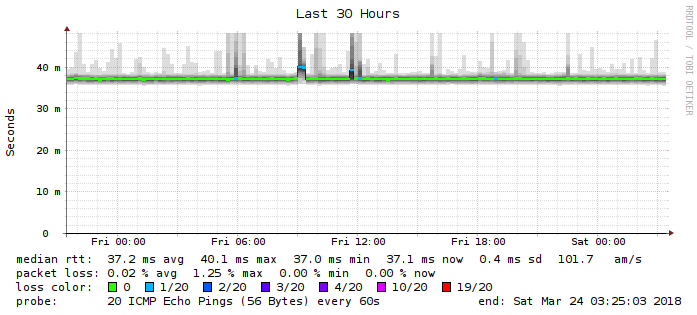 Last 30 Hours
RRDTOOL / TOBI OETIKER
Seconds
40 m
30 m
20 m
10 m
0
Fri 00:00 Fri 06:00 Fri 12:00 Fri 18:00 Sat 00:00
median rtt: 37.2 ms avg 40.1 ms max 37.0 ms min 37.1 ms now 0.4 ms sd 101.7 am/s
packet loss: 0.02 % avg 1.25 % max 0.00 % min 0.00 % now
loss color: 0 1/20 2/20 3/20 4/20 10/20 19/20
probe: 20 ICMP Echo Pings (56 Bytes) every 60s end: Sat Mar 24 03:25:03 2018